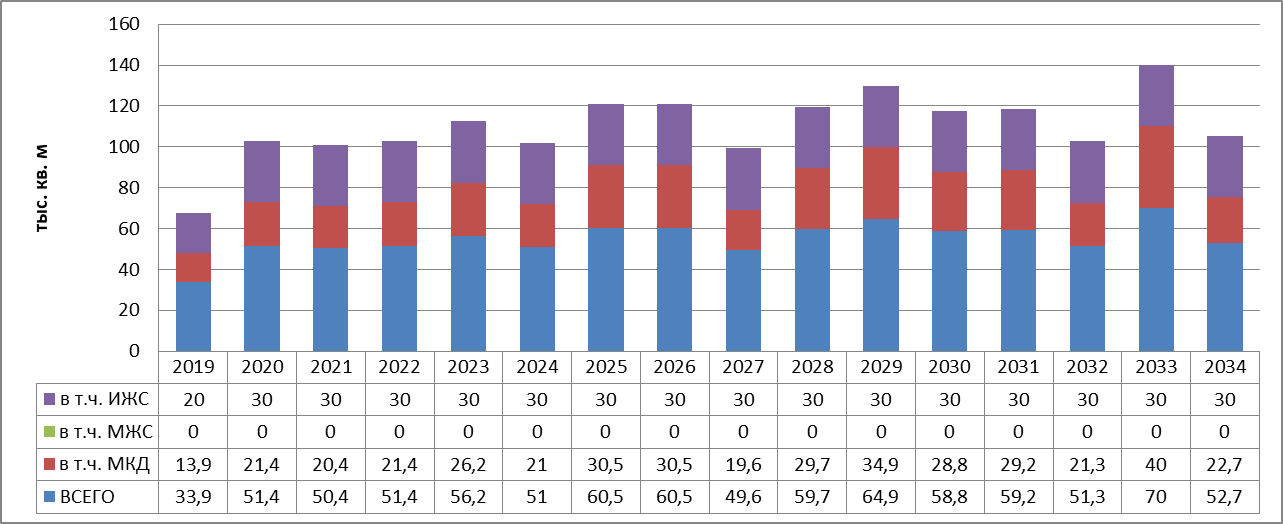 160
140
120
100
80
60
40
20
0
тыс. кв. м
2019 2020 2021 2022 2023 2024 2025 2026 2027 2028 2029 2030 2031 2032 2033 2034
в т.ч. ИЖС 20 30 30 30 30 30 30 30 30 30 30 30 30 30 30 30
в т.ч. МЖС 0 0 0 0 0 0 0 0 0 0 0 0 0 0 0 0
в т.ч. МКД 13,9 21,4 20,4 21,4 26,2 21 30,5 30,5 19,6 29,7 34,9 28,8 29,2 21,3 40 22,7
ВСЕГО 33,9 51,4 50,4 51,4 56,2 51 60,5 60,5 49,6 59,7 64,9 58,8 59,2 51,3 70 52,7